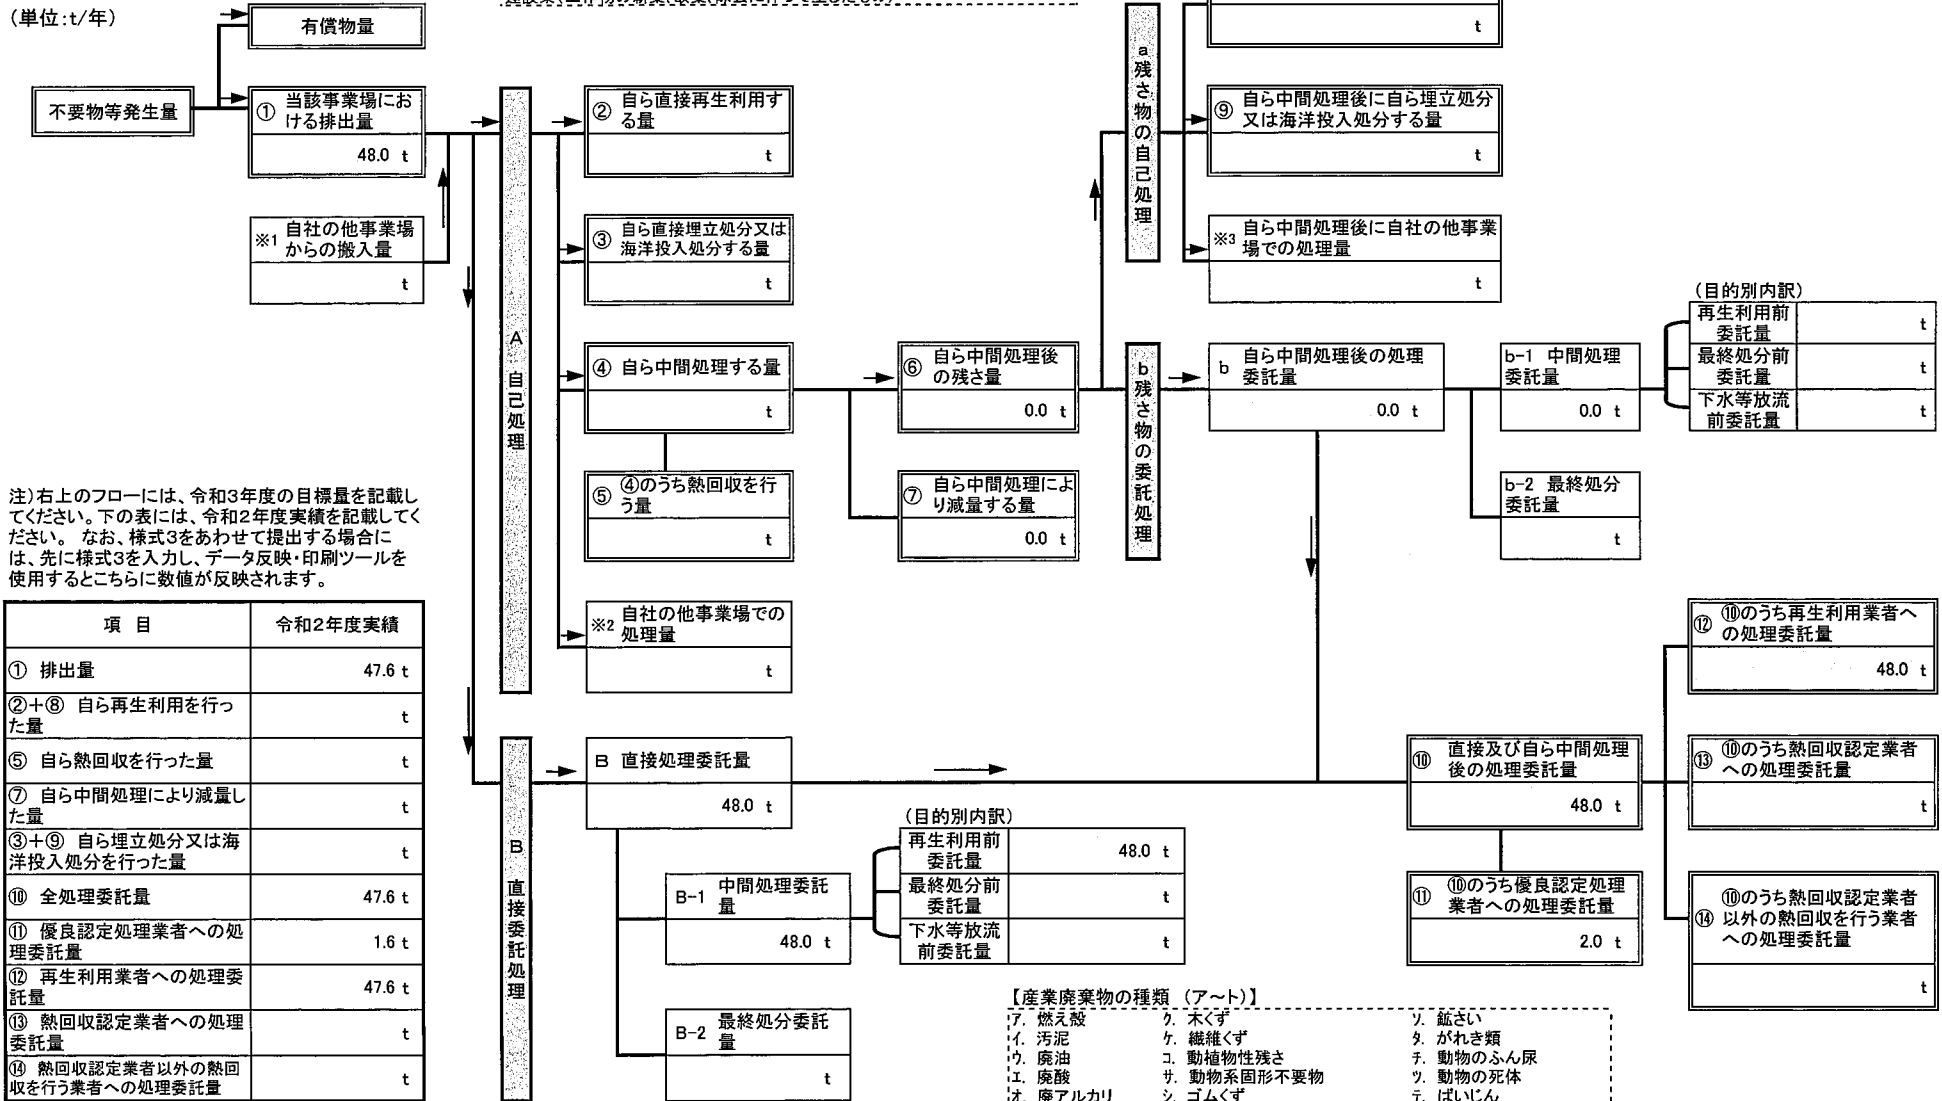 (単位:t/年)
有償物量
t
不要物等発生量
① 当該事業場にお
ける排出量
48.0 t
※1 自社の他事業場
からの搬入量
t
A 自己処理
② 自ら直接再生利用す
る量
t
③ 自ら直接埋立処分又は
海洋投入処分する量
t
④ 自ら中間処理する量
t
⑤ ④のうち熱回収を行
う量
t
※2 自社の他事業場での
処理量
t
⑥ 自ら中間処理後
の残さ量
0.0 t
⑦ 自ら中間処理によ
り減量する量
0.0 t
a 残さ物の自己処理
⑨ 自ら中間処理後に自ら埋立処分
又は海洋投入処分する量
t
※3 自ら中間処理後に自社の他事業
場での処理量
t
b 残さ物の委託処理
b 自ら中間処理後の処理
委託量
0.0 t
b-1 中間処理
委託量
0.0 t
(目的別内訳)
再生利用前
委託量
t
最終処分前
委託量
t
下水等放流
前委託量
t
b-2 最終処分
委託量
t
注)右上のフローには、令和3年度の目標量を記載し
てください。下の表には、令和2年度実績を記載してく
ださい。 なお、様式3をあわせて提出する場合に
は、先に様式3を入力し、データ反映・印刷ツールを
使用するとこちらに数値が反映されます。
項 目 令和2年度実績
① 排出量 47.6 t
②+⑧ 自ら再生利用を行っ
た量
t
⑤ 自ら熱回収を行った量 t
⑦ 自ら中間処理により減量し
た量
t
③+⑨ 自ら埋立処分又は海
洋投入処分を行った量
t
⑩ 全処理委託量 47.6 t
⑪ 優良認定処理業者への処
理委託量
1.6 t
⑫ 再生利用業者への処理委
託量
47.6 t
⑬ 熱回収認定業者への処理
委託量
t
⑭ 熱回収認定業者以外の熱回
収を行う業者への処理委託量
t
B 直接委託処理
B 直接処理委託量
48.0 t
B-1 中間処理委託
量
48.0 t
(目的別内訳)
再生利用前
委託量
48.0 t
最終処分前
委託量
t
下水等放流
前委託量
t
B-2 最終処分委託
量
t
⑩ 直接及び自ら中間処理
後の処理委託量
48.0 t
⑪ ⑩のうち優良認定処理
業者への処理委託量
2.0 t
⑫ ⑩のうち再生利用業者へ
の処理委託量
48.0 t
⑬ ⑩のうち熱回収認定業者
への処理委託量
t
⑭ ⑩のうち熱回収認定業者
以外の熱回収を行う業者
への処理委託量
t
【産業廃棄物の種類 (ア~ト)】
ア. 燃え殻 ク. 木くず ソ. 鉱さい
イ. 汚泥 ケ. 繊維くず タ. がれき類
ウ. 廃油 コ. 動植物性残さ チ. 動物のふん尿
エ. 廃酸 サ. 動物系固形不要物 ツ. 動物の死体
オ. 廃アルカリ シ. ゴムくず テ. ばいじん